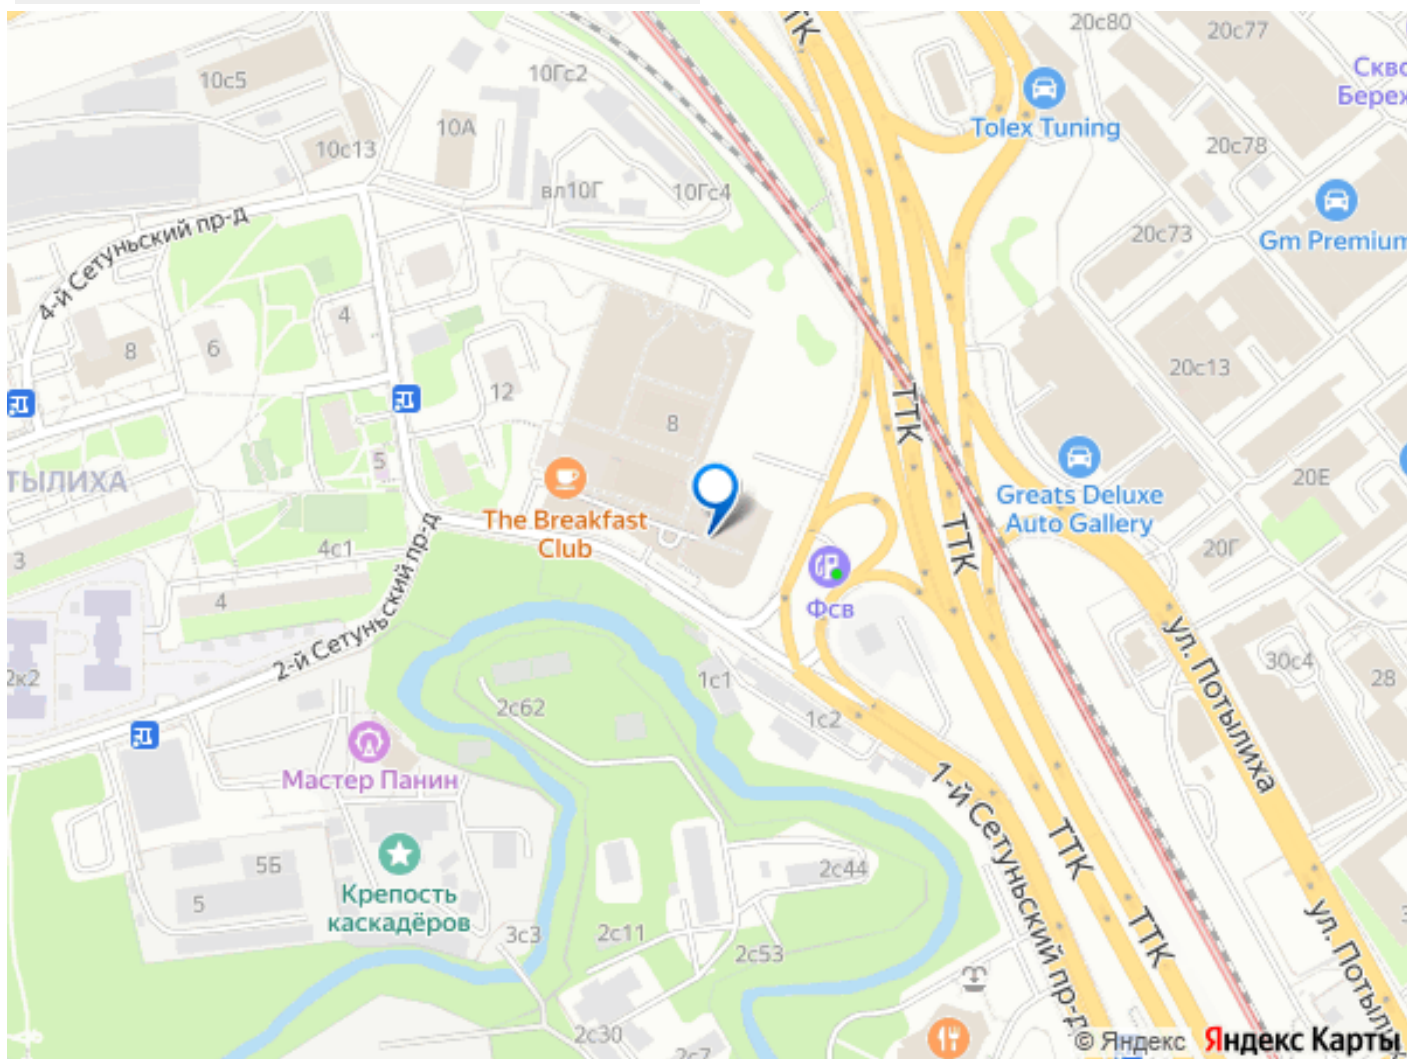 20с80
20с77
ТТК
10с5
10Гс2
Tolex Tuning
10А
10с13
20с78
вл10Г
10Гс4
4-й Сетуньский пр-д
20с73
Gm Premium
4
6
8
12
20с13
8
ТТК
5
The Breakfast
Club
Greats Deluxe
Auto Gallery
20Е
4с1
ТТК
20Г
3
Фсв
4
2-й Сетуньский пр-д
ул. Потылиха
2к2
1с1
30с4
28
2с62
1с2
Мастер Панин
1-й Сетуньский пр-д
ТТК
5Б
2с44
5
Крепость
каскадёров
3с3
2с11
2с53
ТТК
2с30
© Яндекс
Яндекс Карты